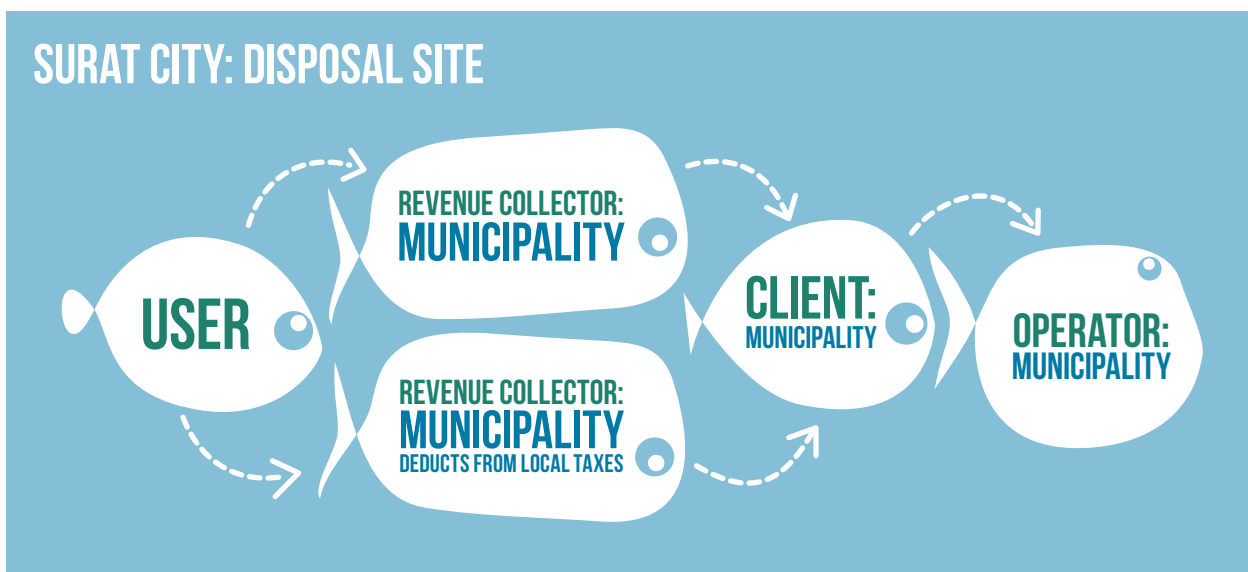 SURAT CITY: DISPOSAL SITE
USER
REVENUE COLLECTOR:
MUNICIPALITY
REVENUE COLLECTOR:
MUNICIPALITY
DEDUCTS FROM LOCAL TAXES
CLIENT:
MUNICIPALITY
OPERATOR:
MUNICIPALITY